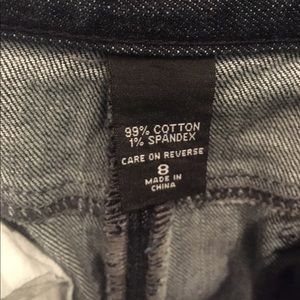 99% COTTON
1% SPANDEX
CARE ON REVERSE
8
MADE IN
CHINA